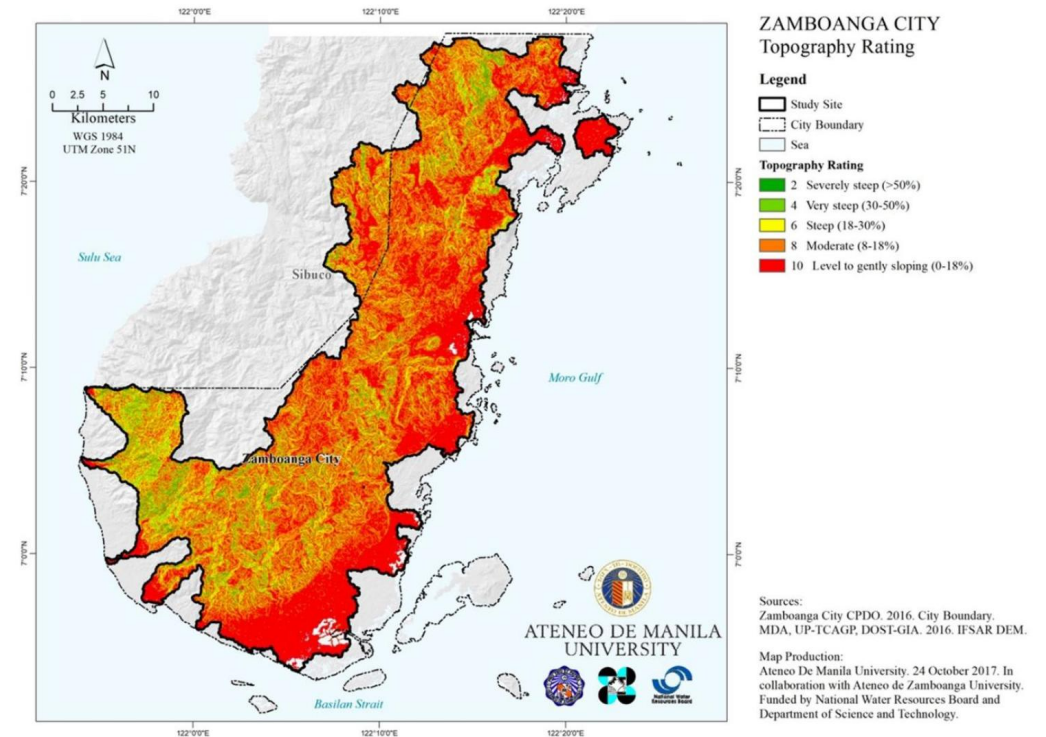 122°0'0"E
122°10'0"E
122°20'0"E
ZAMBOANGA CITY
Topography Rating
N
0 2.5 5 10
Kilometers
WGS 1984
UTM Zone 51N
Legend
Study Site
City Boundary
Sea
Topography Rating
2 Severely steep (>50%)
4 Very steep (30-50%)
6 Steep (18-30%)
8 Moderate (8-18%)
10 Level to gently sloping (0-18%)
7°20'0"N
7°20'0"N
Sulu Sea
Sibuco
7°10'0"N
7°10'0"N
Moro Gulf
Zamboanga City
7°0'0"N
7°0'0"N
ATENEO DE MANILA
UNIVERSITY
National Water
Resources Board
Basilan Strait
Sources:
Zamboanga City CPDO. 2016. City Boundary.
MDA, UP-TCAGP, DOST-GIA. 2016. IFSAR DEM.
Map Production:
Ateneo De Manila University. 24 October 2017. In
collaboration with Ateneo de Zamboanga University.
Funded by National Water Resources Board and
Department of Science and Technology.
122°0'0"E
122°10'0"E
122°20'0"E